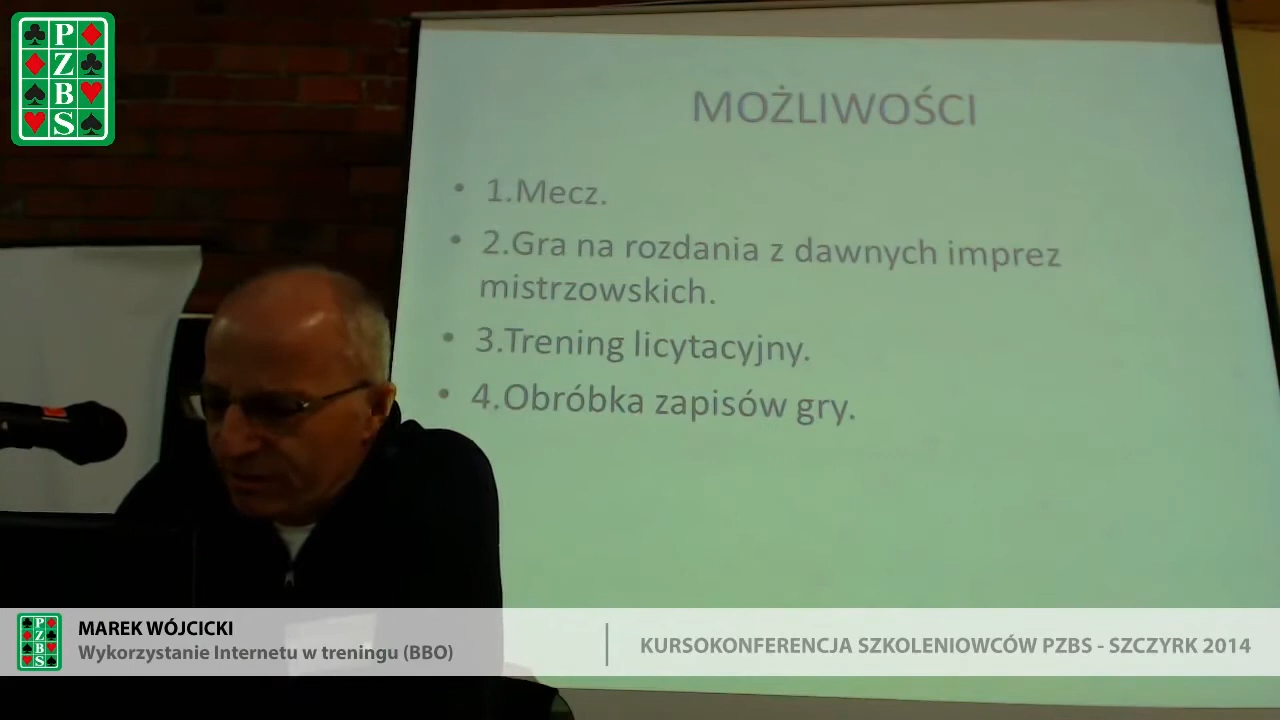 PZBS
MOŻLIWOŚCI
• 1.Mecz.
• 2.Gra na rozdania z dawnych imprez
mistrzowskich.
• 3.Trening licytacyjny.
• 4.Obróbka zapisów gry.
PZBS
MAREK WÓJCICKI
Wykorzystanie Internetu w treningu (BBO)
KURSOKONFERENCJA SZKOLENIOWCÓW PZBS - SZCZYRK 2014